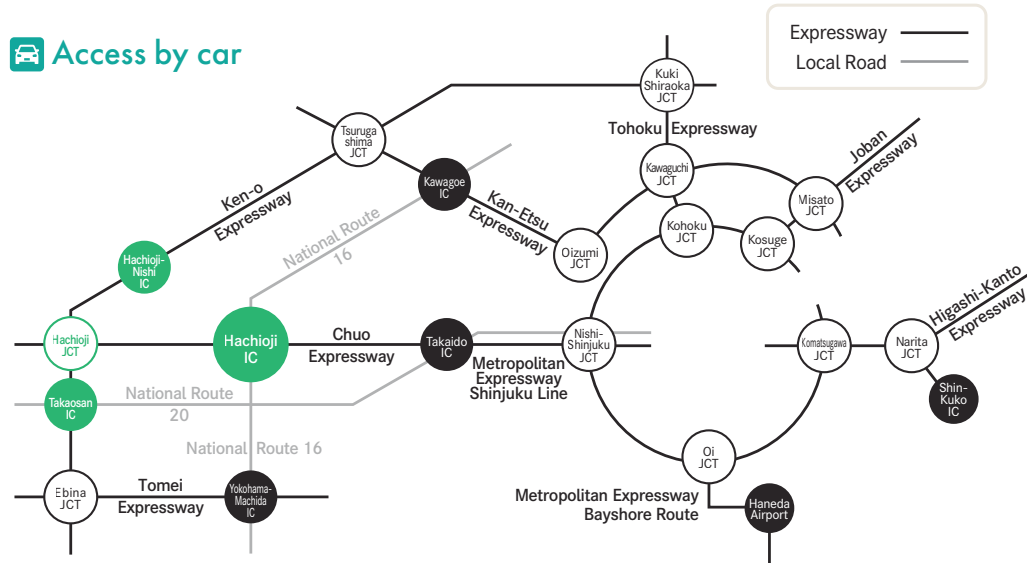 Access by car
Expressway
Local Road
Kuki
Shiraoka
JCT
Tsuruga
shima
JCT
Tohoku Expressway
Joban
Expressway
Kawaguchi
JCT
Kawagoe
IC
Ken-o
Expressway
Kan-Etsu
Expressway
Misato
JCT
Kohoku
JCT
Kosuge
JCT
National Route
16
Oizumi
JCT
Hachioji-
Nishi
IC
Higashi-Kanto
Expressway
Hachioji
JCT
Hachioji
IC
Chuo
Expressway
Takaido
IC
Nishi-
Shinjuku
JCT
Komatsugawa
JCT
Narita
JCT
Metropolitan
Expressway
Shinjuku Line
Shin-
Kuko
IC
Takaosan
IC
National Route
20
National Route 16
Oi
JCT
Ebina
JCT
Tomei
Expressway
Yokohama-
Machida
IC
Metropolitan Expressway
Bayshore Route
Haneda
Airport